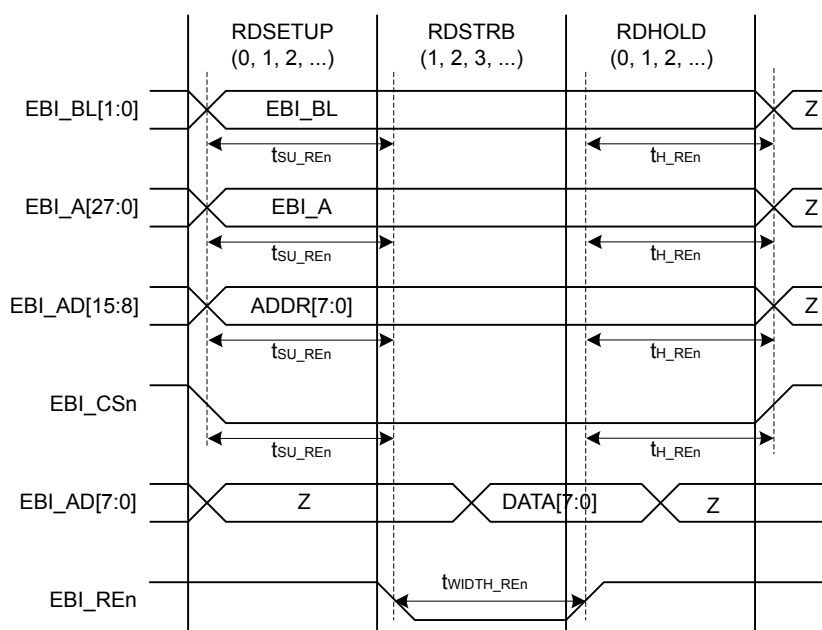 RDSETUP
(0, 1, 2, ...)
RDSTRB
(1, 2, 3, ...)
RDHOLD
(0, 1, 2, ...)
EBI_BL[1:0]
EBI_BL
Z
tSU_REn
tH_REn
EBI_A[27:0]
EBI_A
Z
tSU_REn
tH_REn
EBI_AD[15:8]
ADDR[7:0]
Z
tSU_REn
tH_REn
EBI_CSn
tSU_REn
tH_REn
EBI_AD[7:0]
Z
DATA[7:0]
Z
EBI_REn
tWIDTH_REn